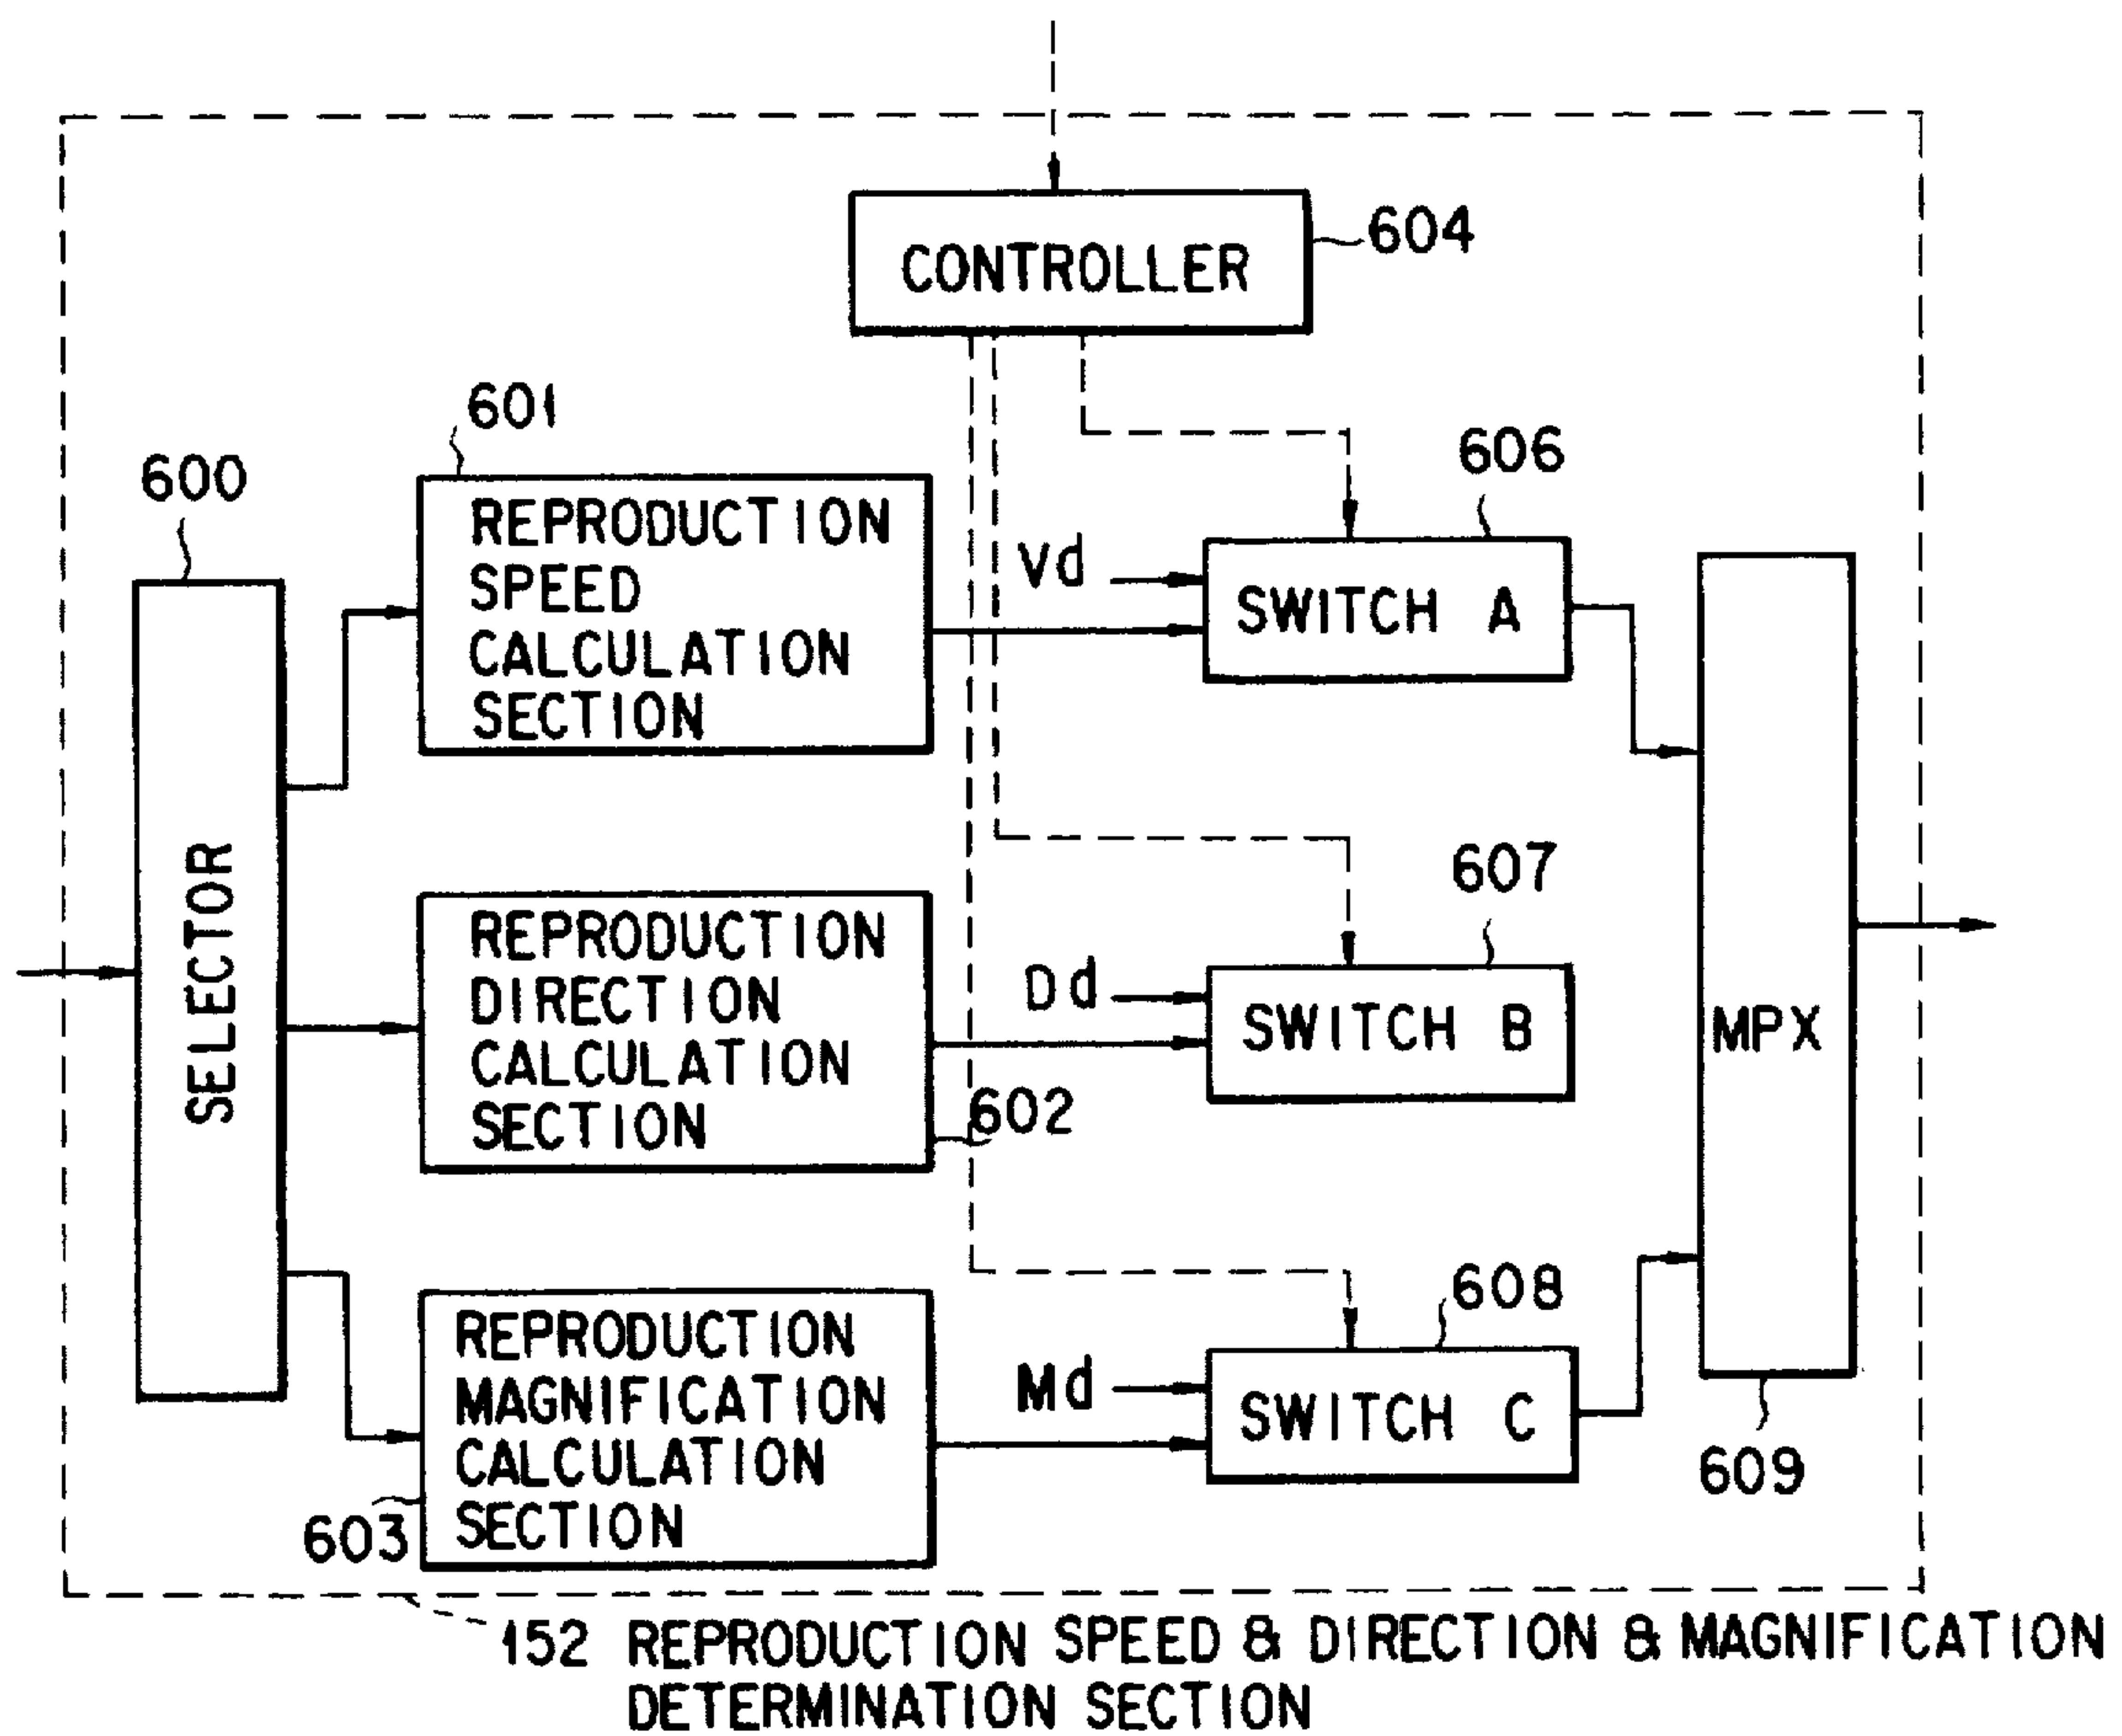 CONTROLLER
604
601
600
606
REPRODUCTION
SPEED
CALCULATION
SECTION
Vd
SWITCH A
607
SELECTOR
REPRODUCTION
DIRECTION
CALCULATION
SECTION
602
Dd
SWITCH B
MPX
608
REPRODUCTION
MAGNIFICATION
CALCULATION
SECTION
603
Md
SWITCH C
609
152 REPRODUCTION SPEED & DIRECTION & MAGNIFICATION
DETERMINATION SECTION